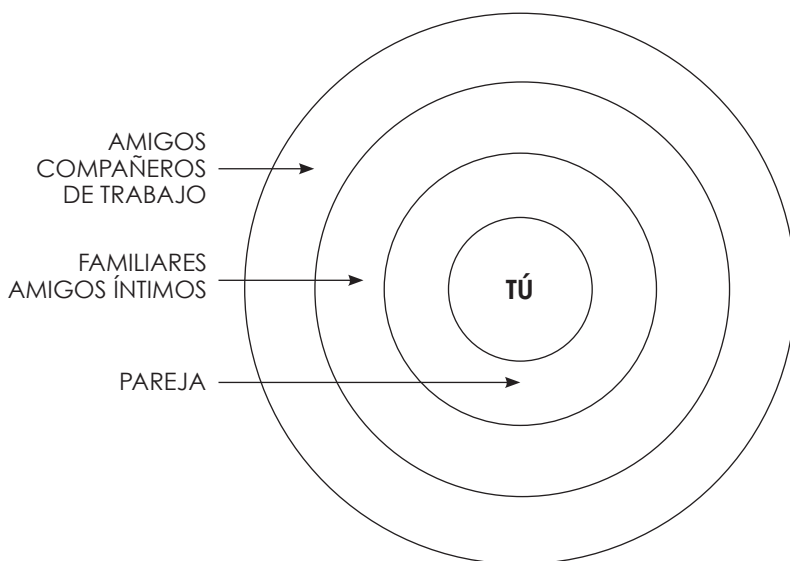 AMIGOS
COMPAÑEROS
DE TRABAJO
FAMILIARES
AMIGOS ÍNTIMOS
TÚ
PAREJA